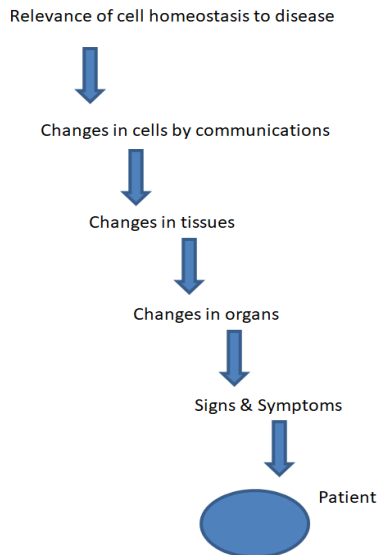 Relevance of cell homeostasis to disease
Changes in cells by communications
Changes in tissues
Changes in organs
Signs & Symptoms
Patient